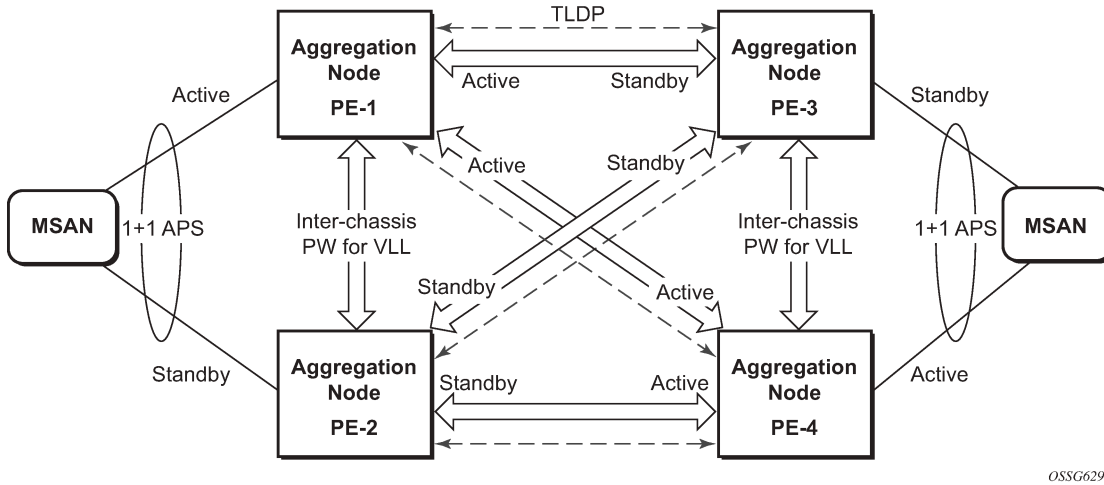 TLDP
Aggregation
Node
PE-1
Aggregation
Node
PE-3
Active
Standby
Active
Standby
Active
Standby
MSAN
1+1 APS
Inter-chassis
PW for VLL
Inter-chassis
PW for VLL
1+1 APS
MSAN
Standby
Active
Standby
Active
Aggregation
Node
PE-2
Standby
Active
Aggregation
Node
PE-4
Active
OSSG629